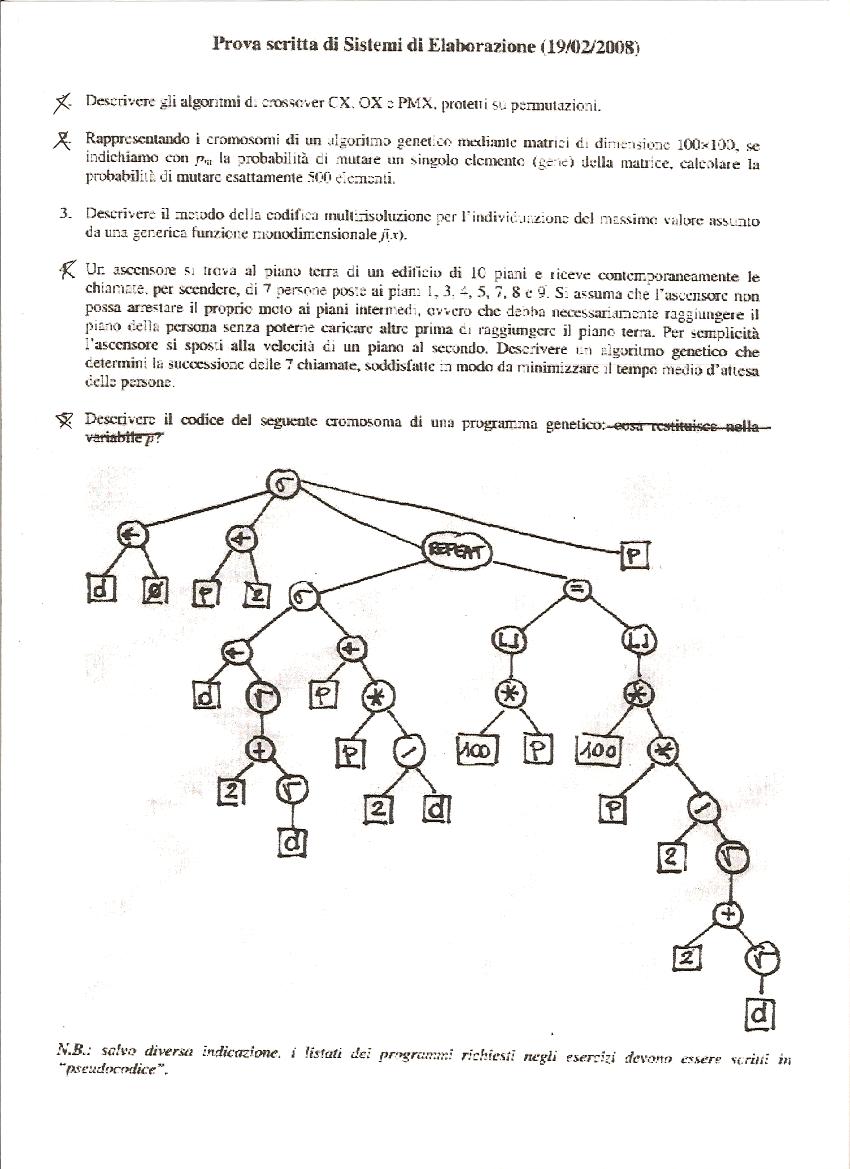 Prova scritta di Sistemi di Elaborazione (19/02/2008)
1. Descrivere gli algoritmi di crossover CX, OX e PMX, protetti su permutazioni.
2. Rappresentando i cromosomi di un algoritmo genetico mediante matrici di dimensione 100×100, se
indichiamo con pₘ la probabilità di mutare un singolo elemento (gene) della matrice, calcolare la
probabilità di mutare esattamente 500 elementi.
3. Descrivere il metodo della codifica multirisoluzione per l'individuazione del massimo valore assunto
da una generica funzione monodimensionale f(x).
4. Un ascensore si trova al piano terra di un edificio di 10 piani e riceve contemporaneamente le
chiamate, per scendere, di 7 persone poste ai piani 1, 3, 4, 5, 7, 8 e 9. Si assuma che l'ascensore non
possa arrestare il proprio moto ai piani intermedi, ovvero che debba necessariamente raggiungere il
piano della persona senza poterne caricare altre prima di raggiungere il piano terra. Per semplicità
l'ascensore si sposti alla velocità di un piano al secondo. Descrivere un algoritmo genetico che
determini la successione delle 7 chiamate, soddisfatte in modo da minimizzare il tempo medio d'attesa
delle persone.
5. Descrivere il codice del seguente cromosoma di una programma genetico: cosa restituisce nella
variabile p?
σ
← ← REPEAT P
d 0 P 2 σ =
← ← ⌊⌋ ⌊⌋
d √ P * * *
+ P / 100 P 100 *
2 √ 2 d P /
d 2 √
+
2 √
d
N.B.: salvo diversa indicazione, i listati dei programmi richiesti negli esercizi devono essere scritti in
"pseudocodice".